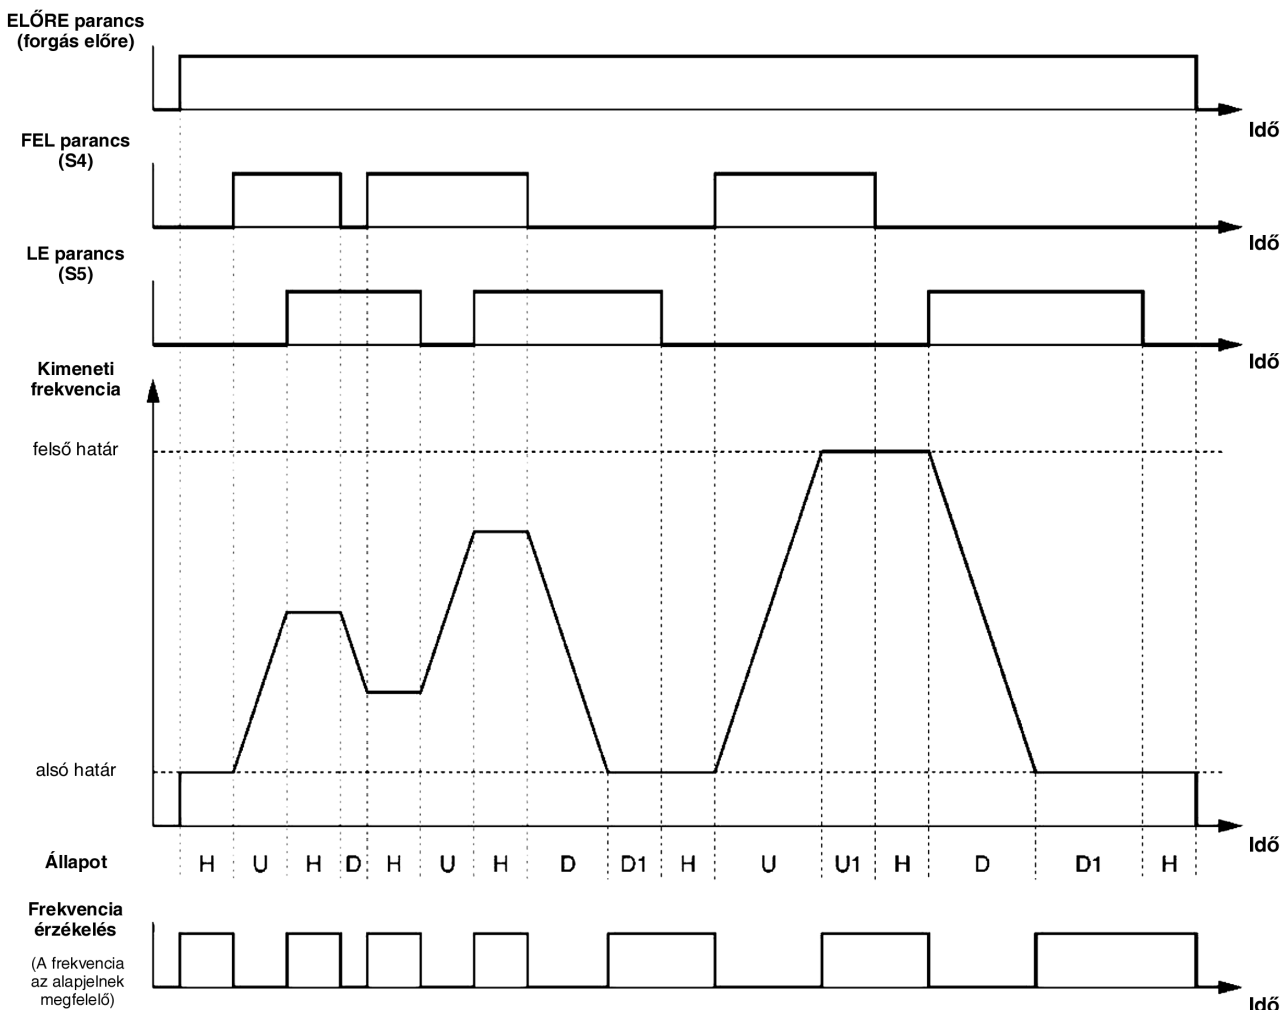 ELŐRE parancs
(forgás előre)
Idő
FEL parancs
(S4)
Idő
LE parancs
(S5)
Idő
Kimeneti
frekvencia
felső határ
alsó határ
Idő
Állapot H U H D H U H D D1 H U U1 H D D1 H
Frekvencia
érzékelés
(A frekvencia
az alapjelnek
megfelelő)
Idő